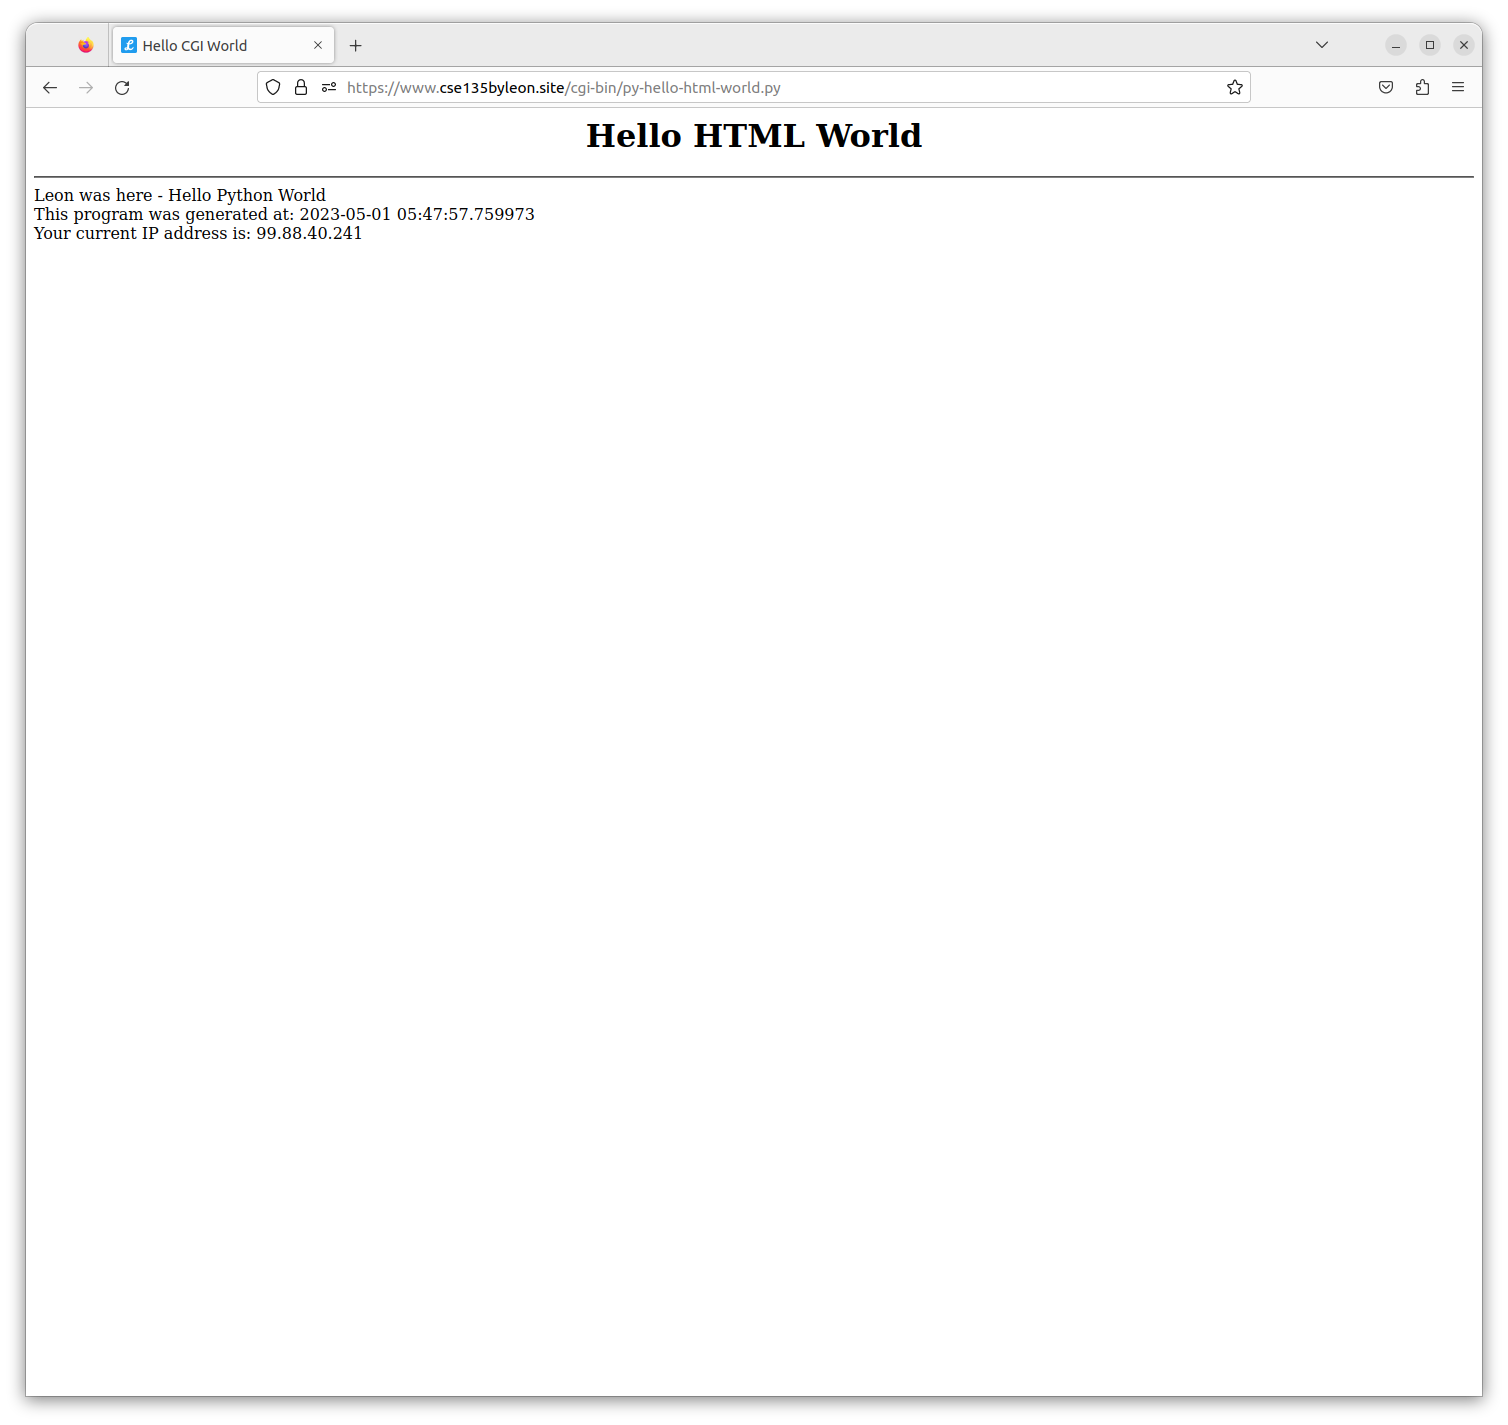 Hello CGI World
https://www.cse135byleon.site/cgi-bin/py-hello-html-world.py
Hello HTML World
Leon was here - Hello Python World
This program was generated at: 2023-05-01 05:47:57.759973
Your current IP address is: 99.88.40.241